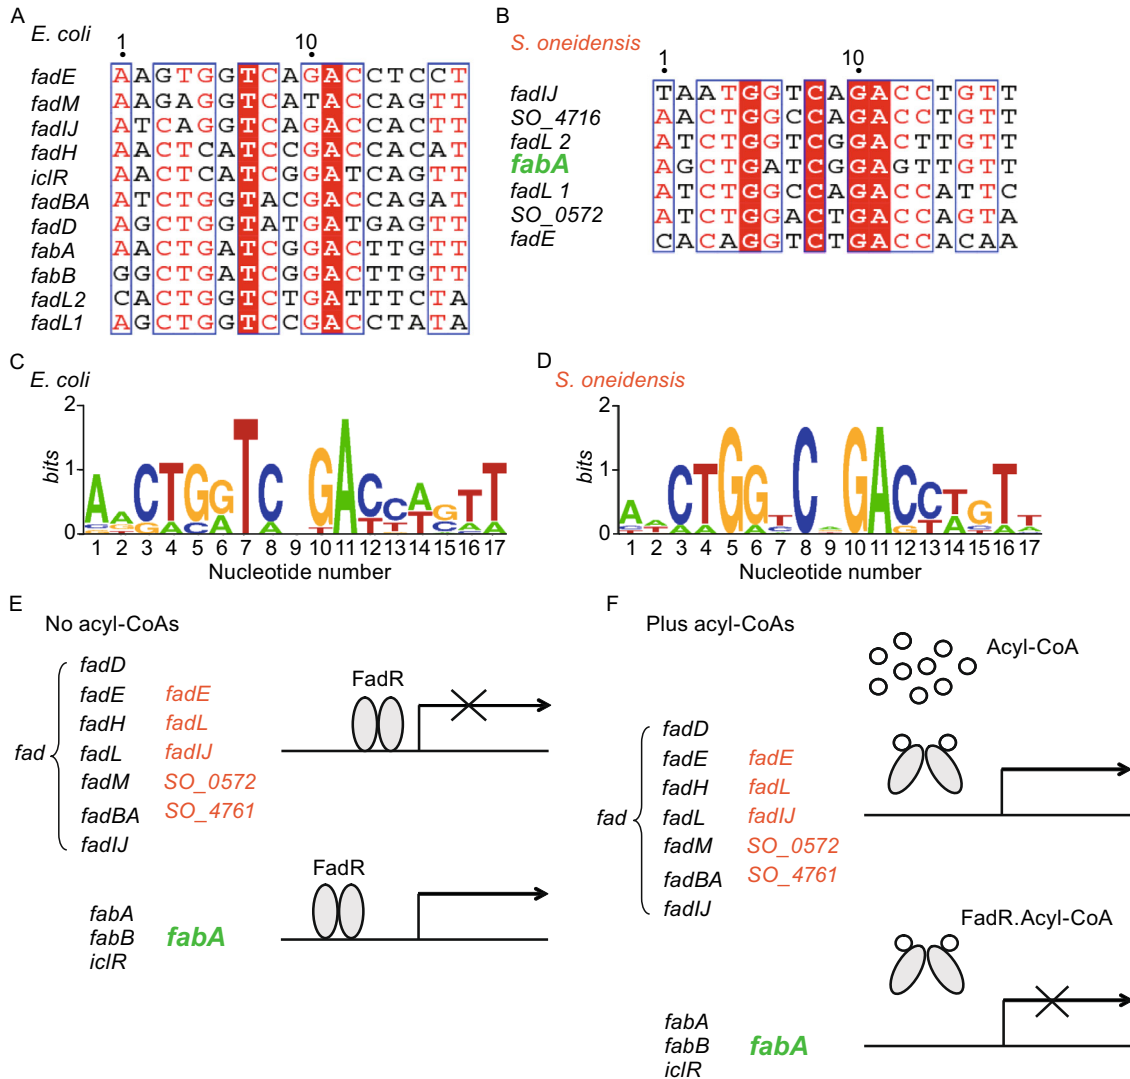 A
E. coli
1 10
fadE AAGTGGTCAGACCTCCT
fadM AAGAGGTCATACCAGTT
fadIJ ATCAGGTCAGACCACTT
fadH AACTCATCCGACCACAT
iclR AACTCATCGGATCAGTT
fadBA ATCTGGTACGACCAGAT
fadD AGCTGGTATGATGAGTT
fabA AACTGATCGGACTTGTT
fabB GGCTGATCGGACTTGTT
fadL2 CACTGGTCTGATTTCTA
fadL1 AGCTGGTCCGACCTATA
B
S. oneidensis
1 10
fadIJ TAATGGTCAGACCTGTT
SO_4716 AACTGGCCAGACCTGTT
fadL 2 ATCTGGTCGGACTTGTT
fabA AGCTGATCGGAGTTGTT
fadL 1 ATCTGGCCAGACCATTC
SO_0572 ATCTGGACTGACCAGTA
fadE CACAGGTCTGACCACAA
C
E. coli
2
1
0
bits
1 2 3 4 5 6 7 8 9 10 11 12 13 14 15 16 17
Nucleotide number
D
S. oneidensis
2
1
0
bits
1 2 3 4 5 6 7 8 9 10 11 12 13 14 15 16 17
Nucleotide number
E
No acyl-CoAs
fad
fadD
fadE fadE
fadH fadL
fadL fadIJ
fadM SO_0572
fadBA SO_4761
fadIJ
FadR
FadR
fabA
fabB fabA
iclR
F
Plus acyl-CoAs
Acyl-CoA
fad
fadD
fadE fadE
fadH fadL
fadL fadIJ
fadM SO_0572
fadBA SO_4761
fadIJ
FadR.Acyl-CoA
fabA
fabB fabA
iclR